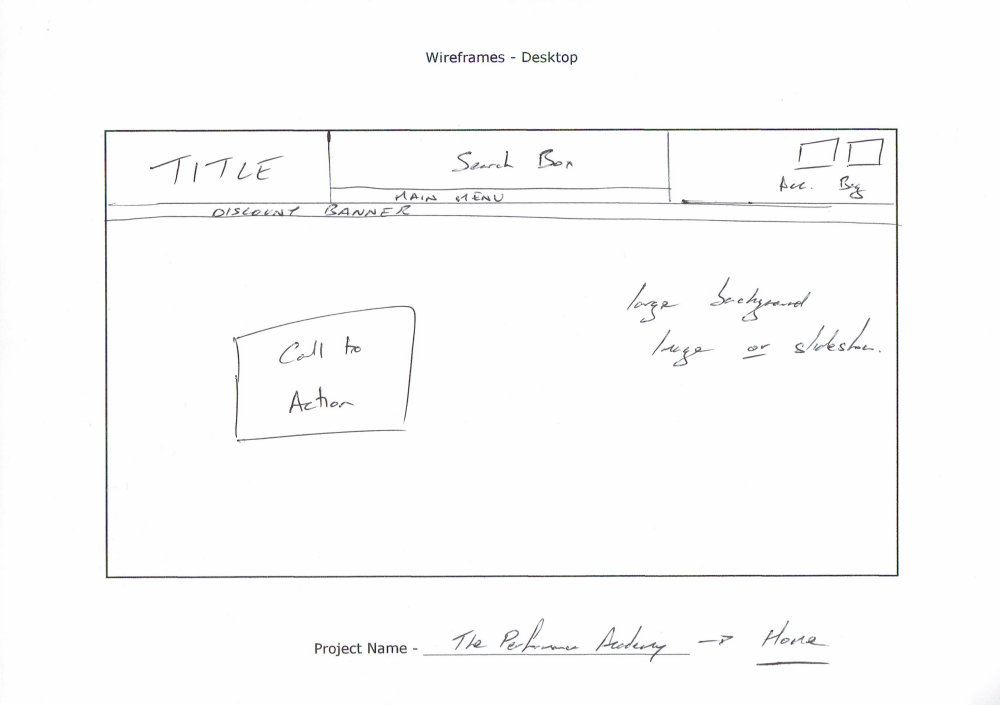 Wireframes - Desktop
TITLE
Search Box
Acc. Bag
MAIN MENU
DISCOUNT BANNER
large background
Image or slideshow.
Call to
Action
Project Name - The Performance Academy → Home